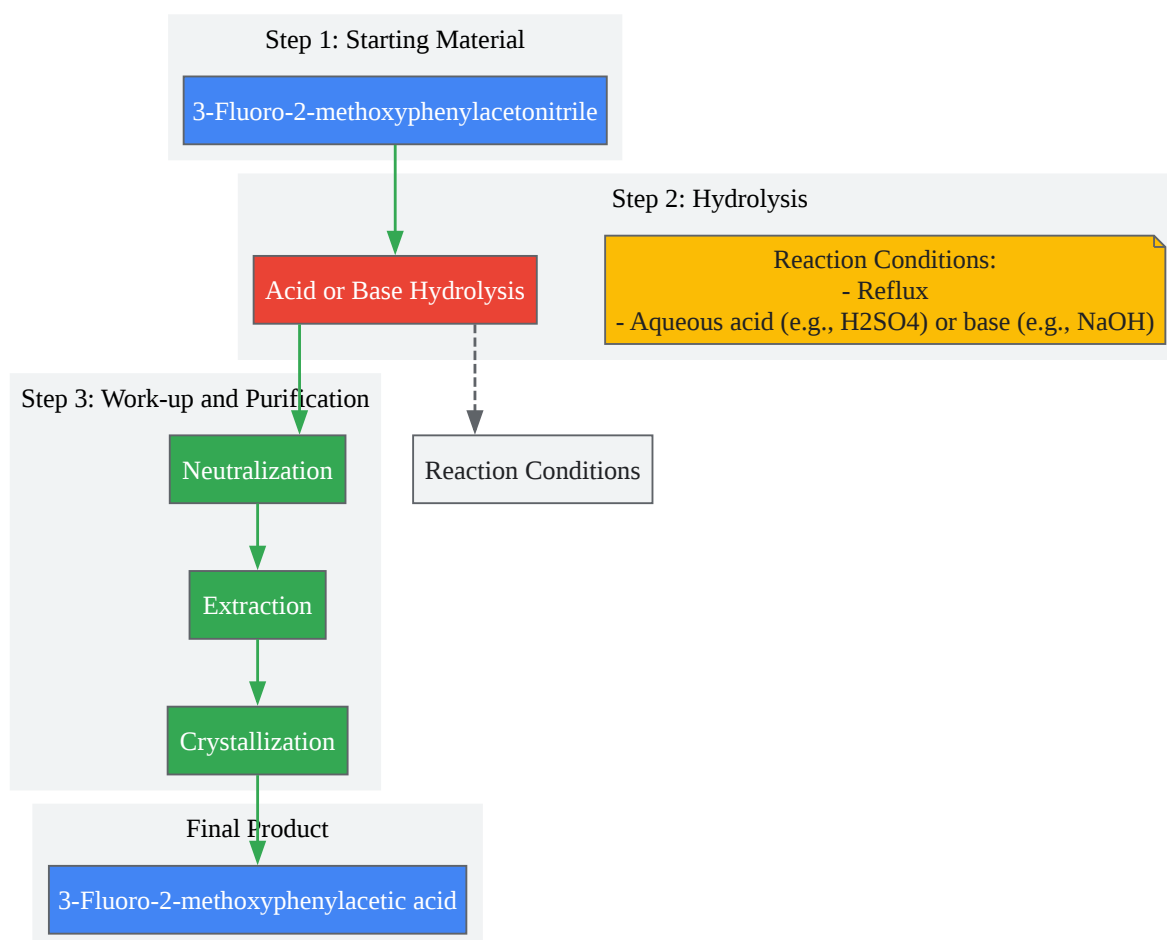 Step 1: Starting Material
3-Fluoro-2-methoxyphenylacetonitrile
Step 2: Hydrolysis
Acid or Base Hydrolysis
Reaction Conditions:
- Reflux
- Aqueous acid (e.g., H2SO4) or base (e.g., NaOH)
Step 3: Work-up and Purification
Neutralization
Reaction Conditions
Extraction
Crystallization
Final Product
3-Fluoro-2-methoxyphenylacetic acid